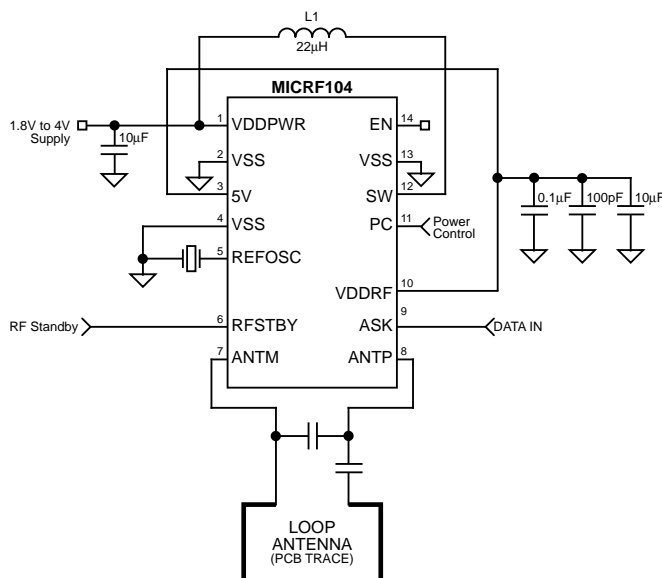 L1
22µH
MICRF104
1.8V to 4V
Supply
10µF
1
VDDPWR
EN
14
2
VSS
VSS
13
3
5V
SW
12
4
VSS
PC
11
Power
Control
0.1µF
100pF
10µF
5
REFOSC
VDDRF
10
RF Standby
6
RFSTBY
ASK
9
DATA IN
7
ANTM
ANTP
8
LOOP
ANTENNA
(PCB TRACE)